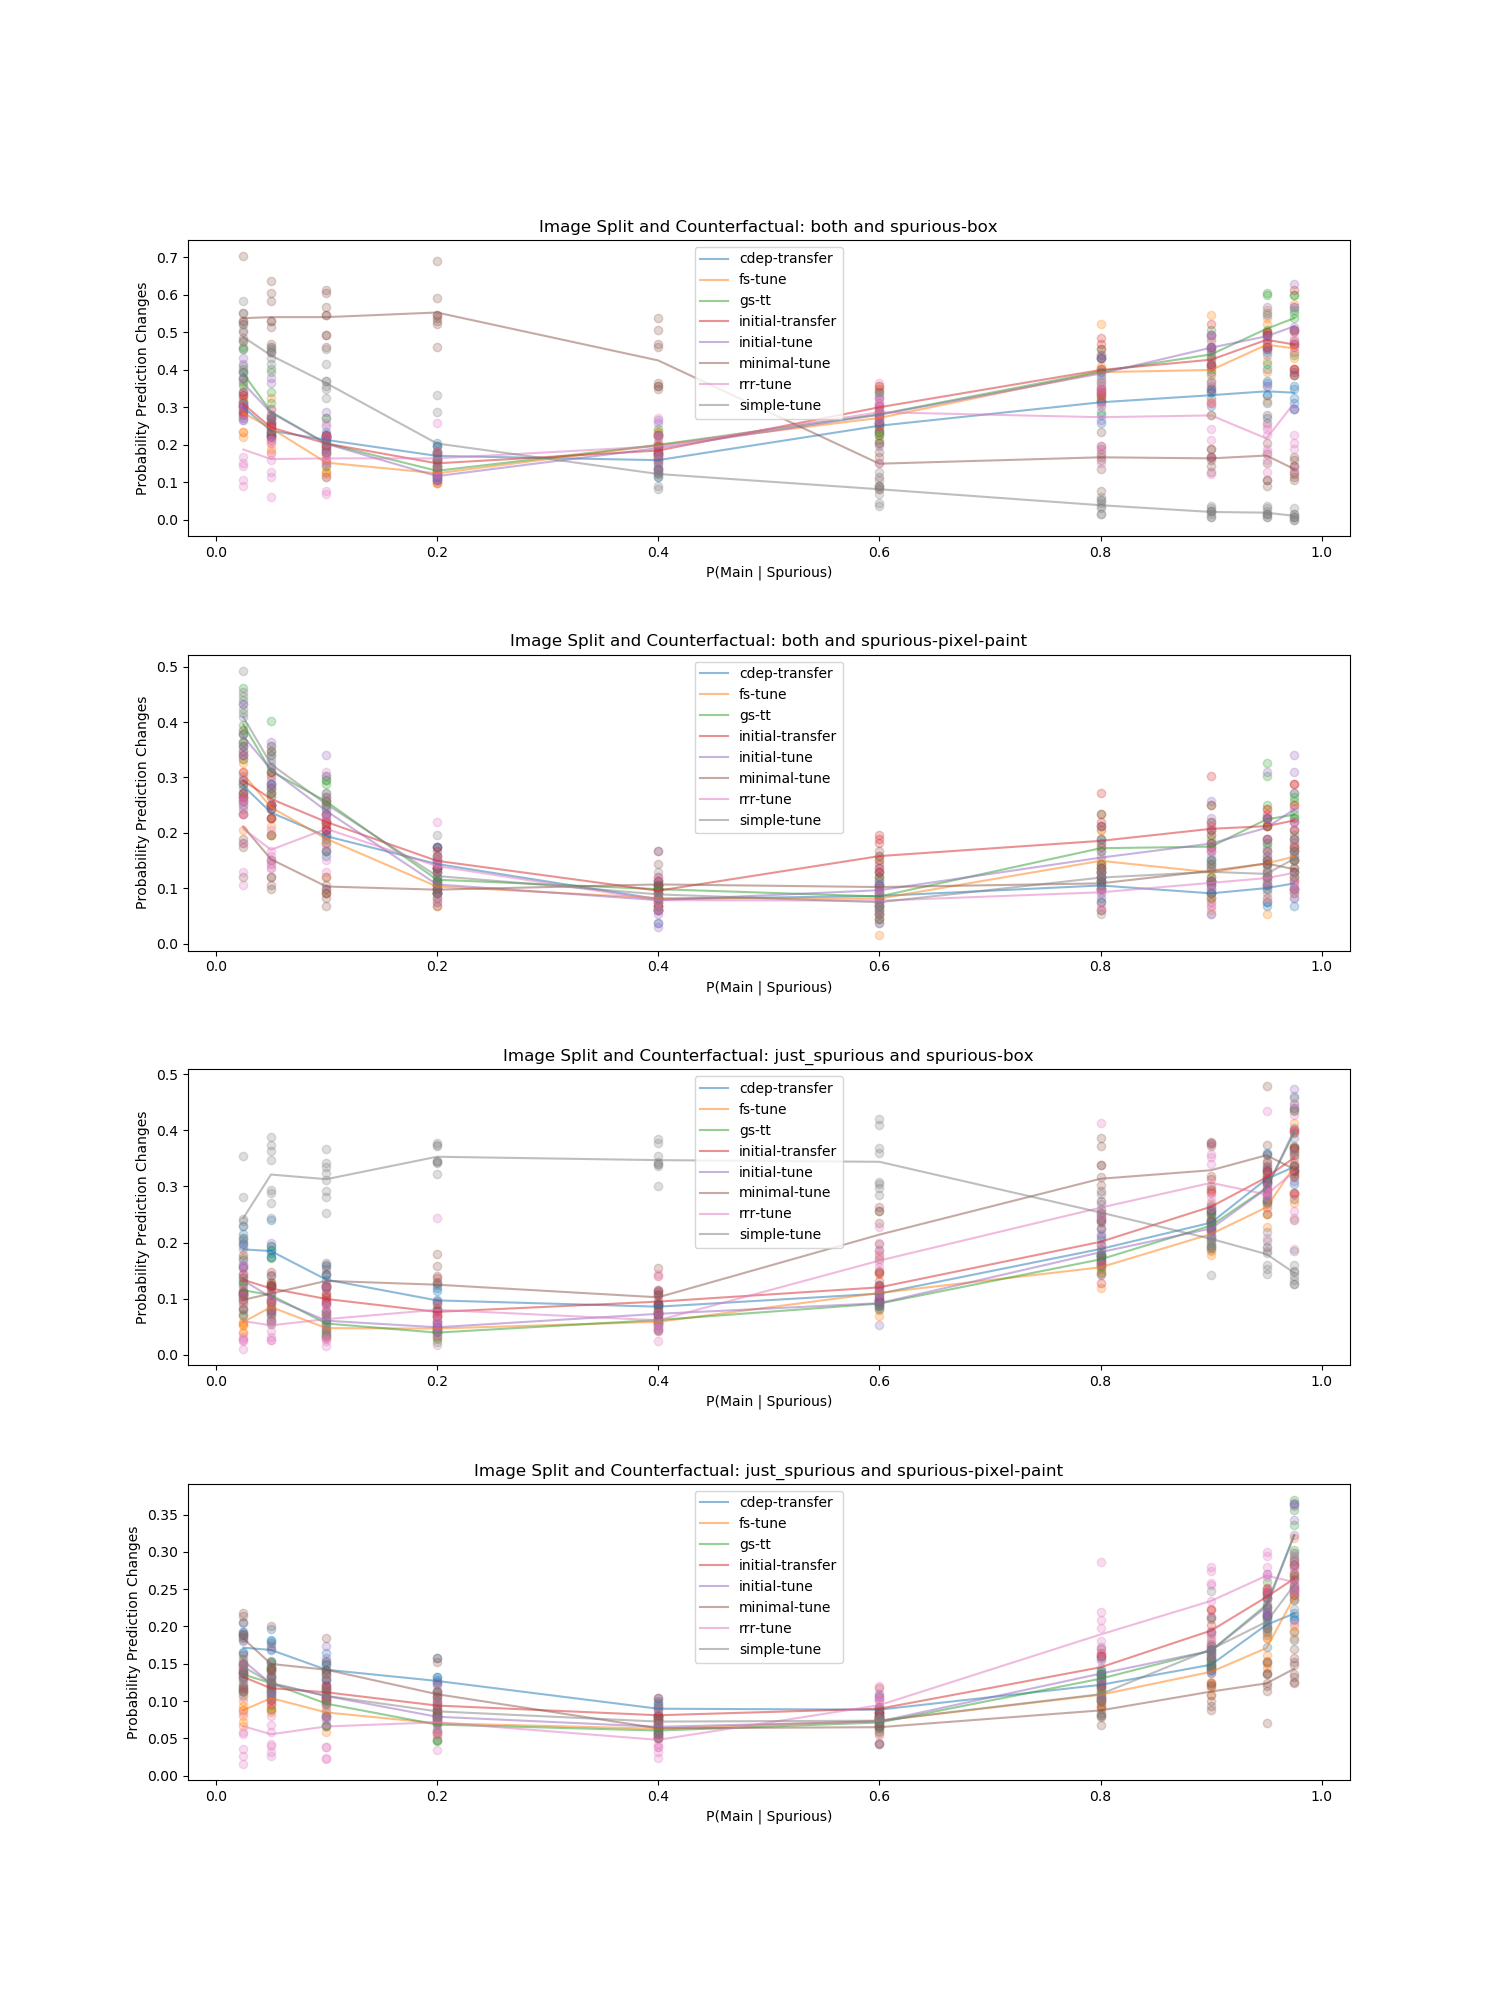 Image Split and Counterfactual: both and spurious-box
Probability Prediction Changes
0.7
0.6
0.5
0.4
0.3
0.2
0.1
0.0
cdep-transfer
fs-tune
gs-tt
initial-transfer
initial-tune
minimal-tune
rrr-tune
simple-tune
0.0 0.2 0.4 0.6 0.8 1.0
P(Main | Spurious)
Image Split and Counterfactual: both and spurious-pixel-paint
Probability Prediction Changes
0.5
0.4
0.3
0.2
0.1
0.0
cdep-transfer
fs-tune
gs-tt
initial-transfer
initial-tune
minimal-tune
rrr-tune
simple-tune
0.0 0.2 0.4 0.6 0.8 1.0
P(Main | Spurious)
Image Split and Counterfactual: just_spurious and spurious-box
Probability Prediction Changes
0.5
0.4
0.3
0.2
0.1
0.0
cdep-transfer
fs-tune
gs-tt
initial-transfer
initial-tune
minimal-tune
rrr-tune
simple-tune
0.0 0.2 0.4 0.6 0.8 1.0
P(Main | Spurious)
Image Split and Counterfactual: just_spurious and spurious-pixel-paint
Probability Prediction Changes
0.35
0.30
0.25
0.20
0.15
0.10
0.05
0.00
cdep-transfer
fs-tune
gs-tt
initial-transfer
initial-tune
minimal-tune
rrr-tune
simple-tune
0.0 0.2 0.4 0.6 0.8 1.0
P(Main | Spurious)